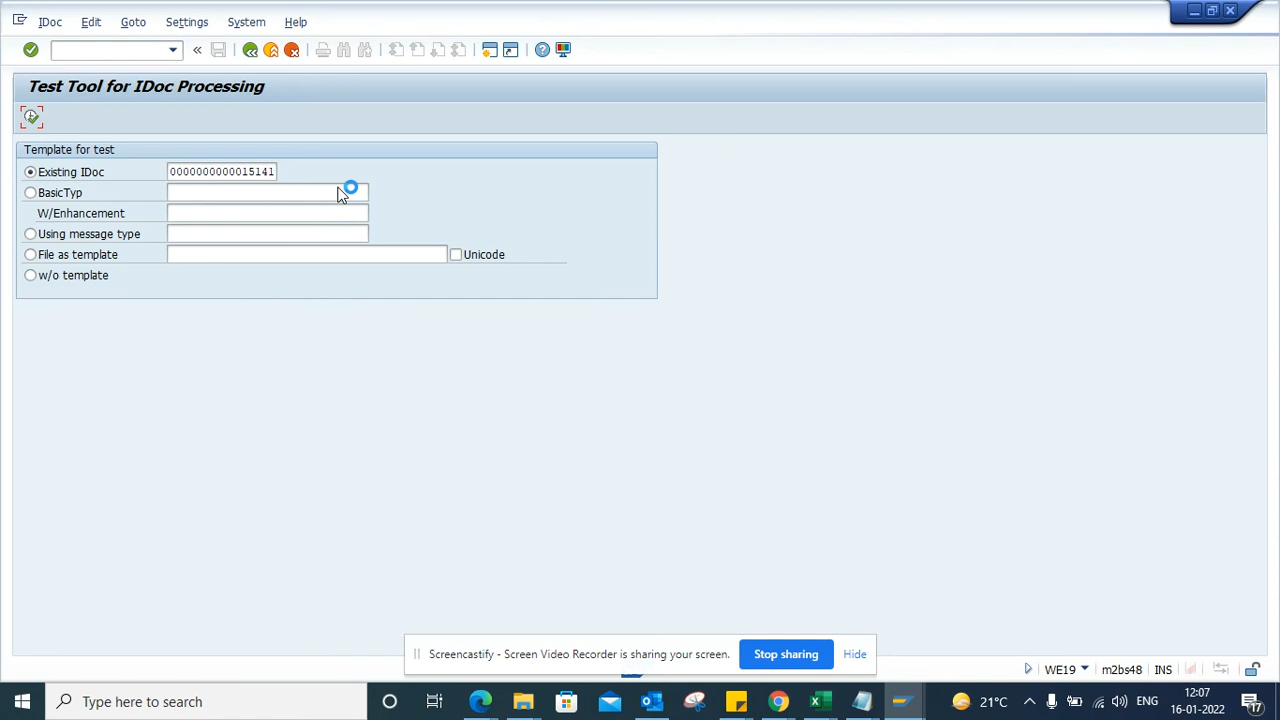 IDoc Edit Goto Settings System Help
Test Tool for IDoc Processing
Template for test
Existing IDoc 0000000000015141
BasicTyp
W/Enhancement
Using message type
File as template Unicode
w/o template
Screencastify - Screen Video Recorder is sharing your screen. Stop sharing Hide
WE19 m2bs48 INS
Type here to search 21°C ENG 12:07
16-01-2022 17